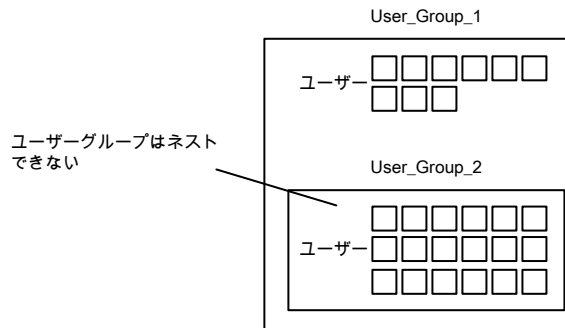 User_Group_1
ユーザー
ユーザーグループはネスト
できない
User_Group_2
ユーザー